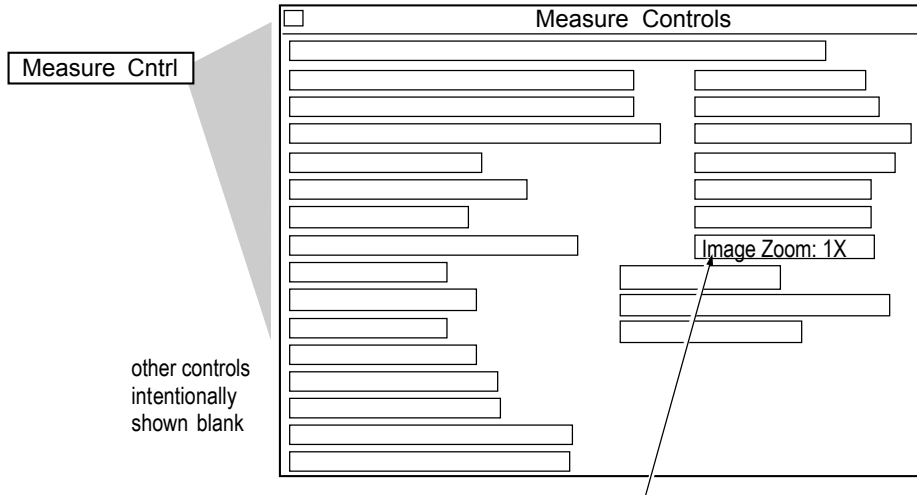 Measure Controls
Measure Cntrl
Image Zoom: 1X
other controls
intentionally
shown blank